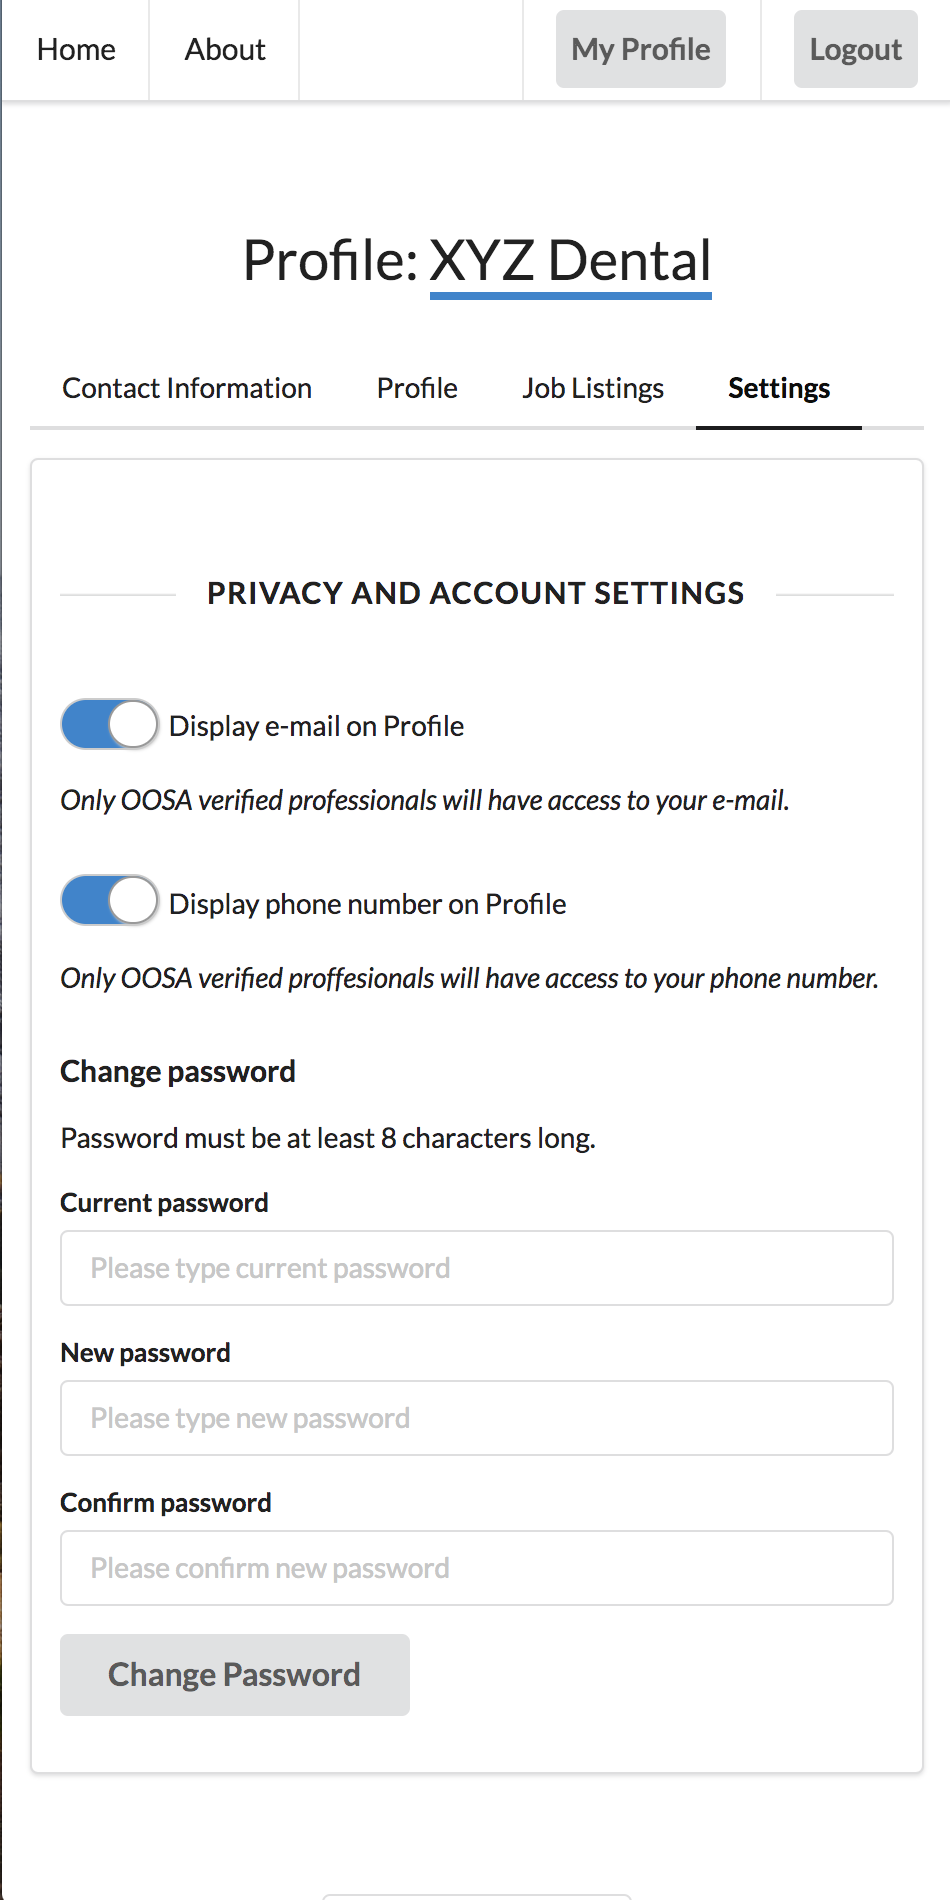 Home About My Profile Logout
Profile: XYZ Dental
Contact Information Profile Job Listings Settings
PRIVACY AND ACCOUNT SETTINGS
Display e-mail on Profile
Only OOSA verified professionals will have access to your e-mail.
Display phone number on Profile
Only OOSA verified proffesionals will have access to your phone number.
Change password
Password must be at least 8 characters long.
Current password
Please type current password
New password
Please type new password
Confirm password
Please confirm new password
Change Password